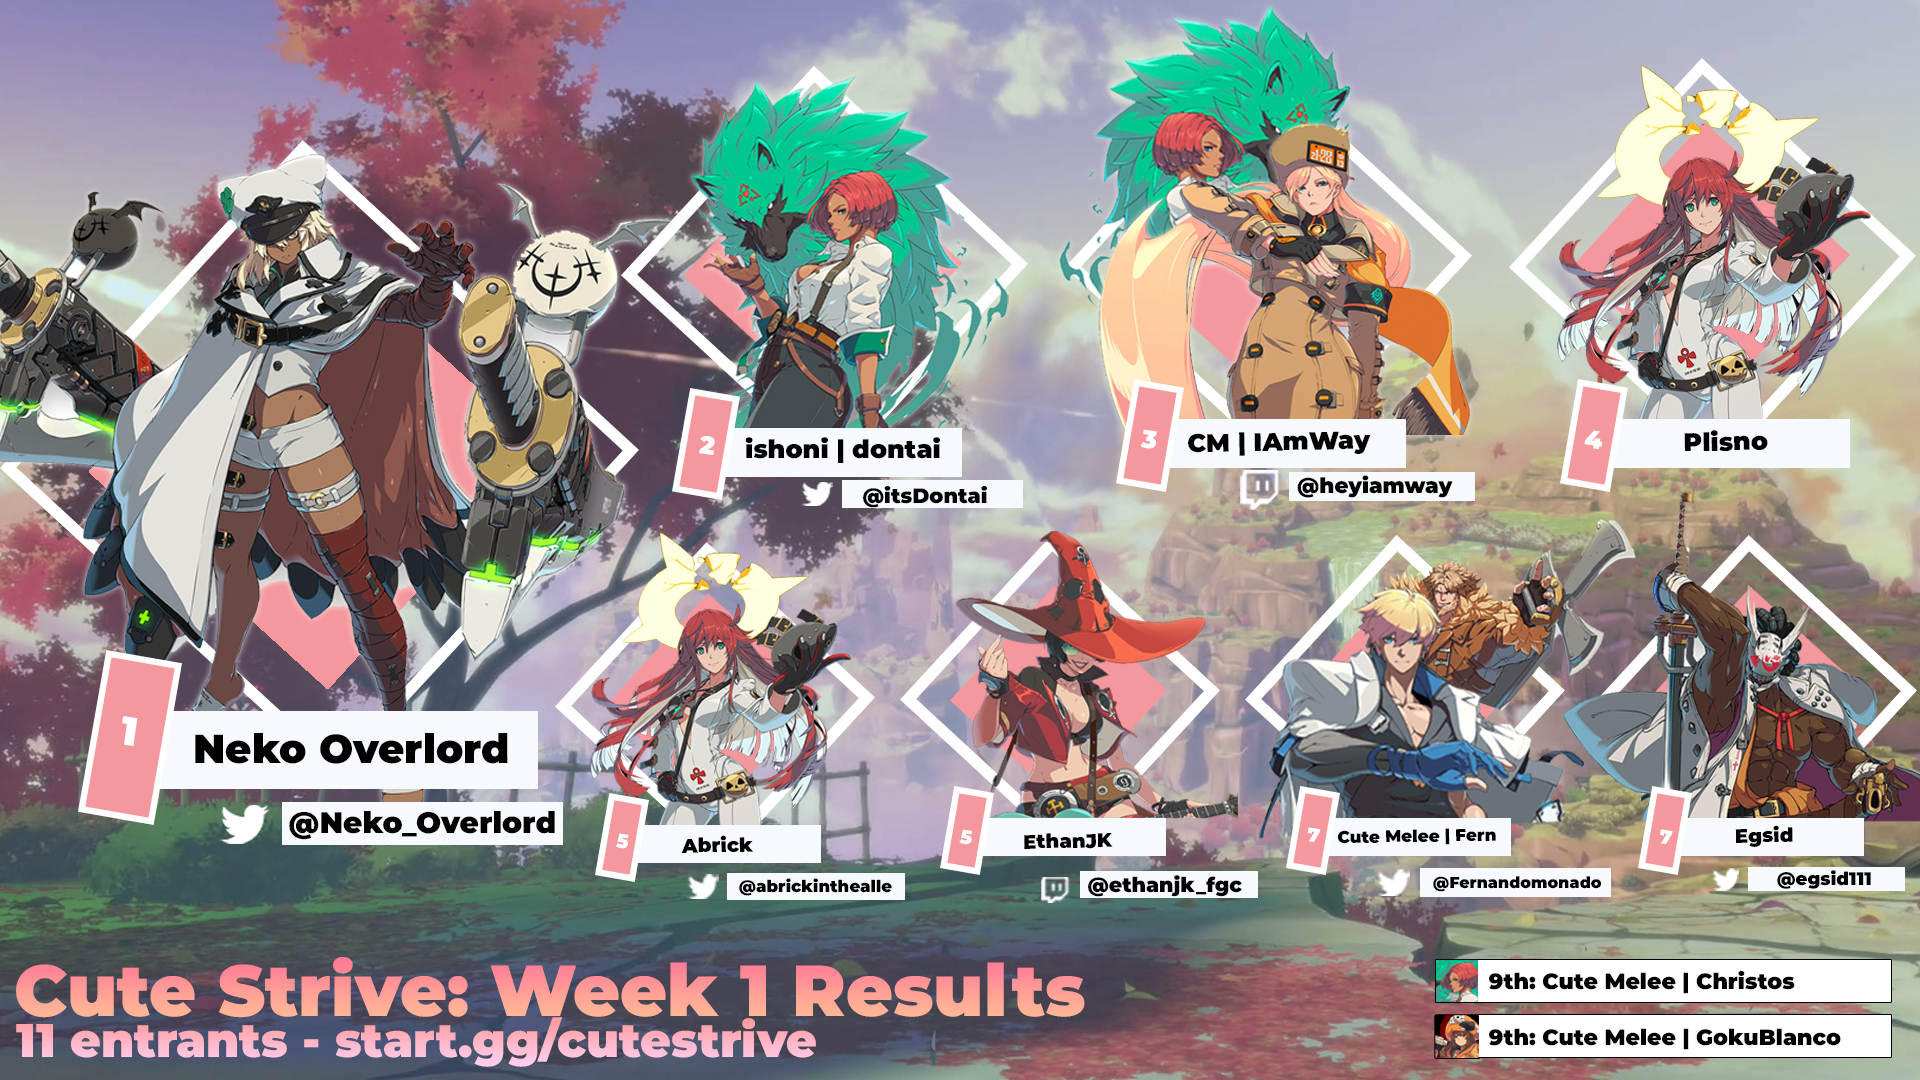 1
Neko Overlord
@Neko_Overlord
2
ishoni | dontai
@itsDontai
3
CM | IAmWay
@heyiamway
4
Plisno
5
Abrick
@abrickinthealle
5
EthanJK
@ethanjk_fgc
7
Cute Melee | Fern
@Fernandomonado
7
Egsid
@egsid111
Cute Strive: Week 1 Results
11 entrants - start.gg/cutestrive
9th: Cute Melee | Christos
9th: Cute Melee | GokuBlanco